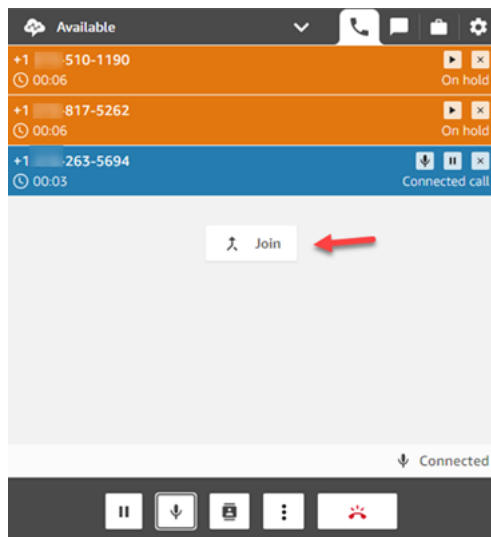 Available
+1 -510-1190
00:06
On hold
+1 -817-5262
00:06
On hold
+1 -263-5694
00:03
Connected call
Join
Connected